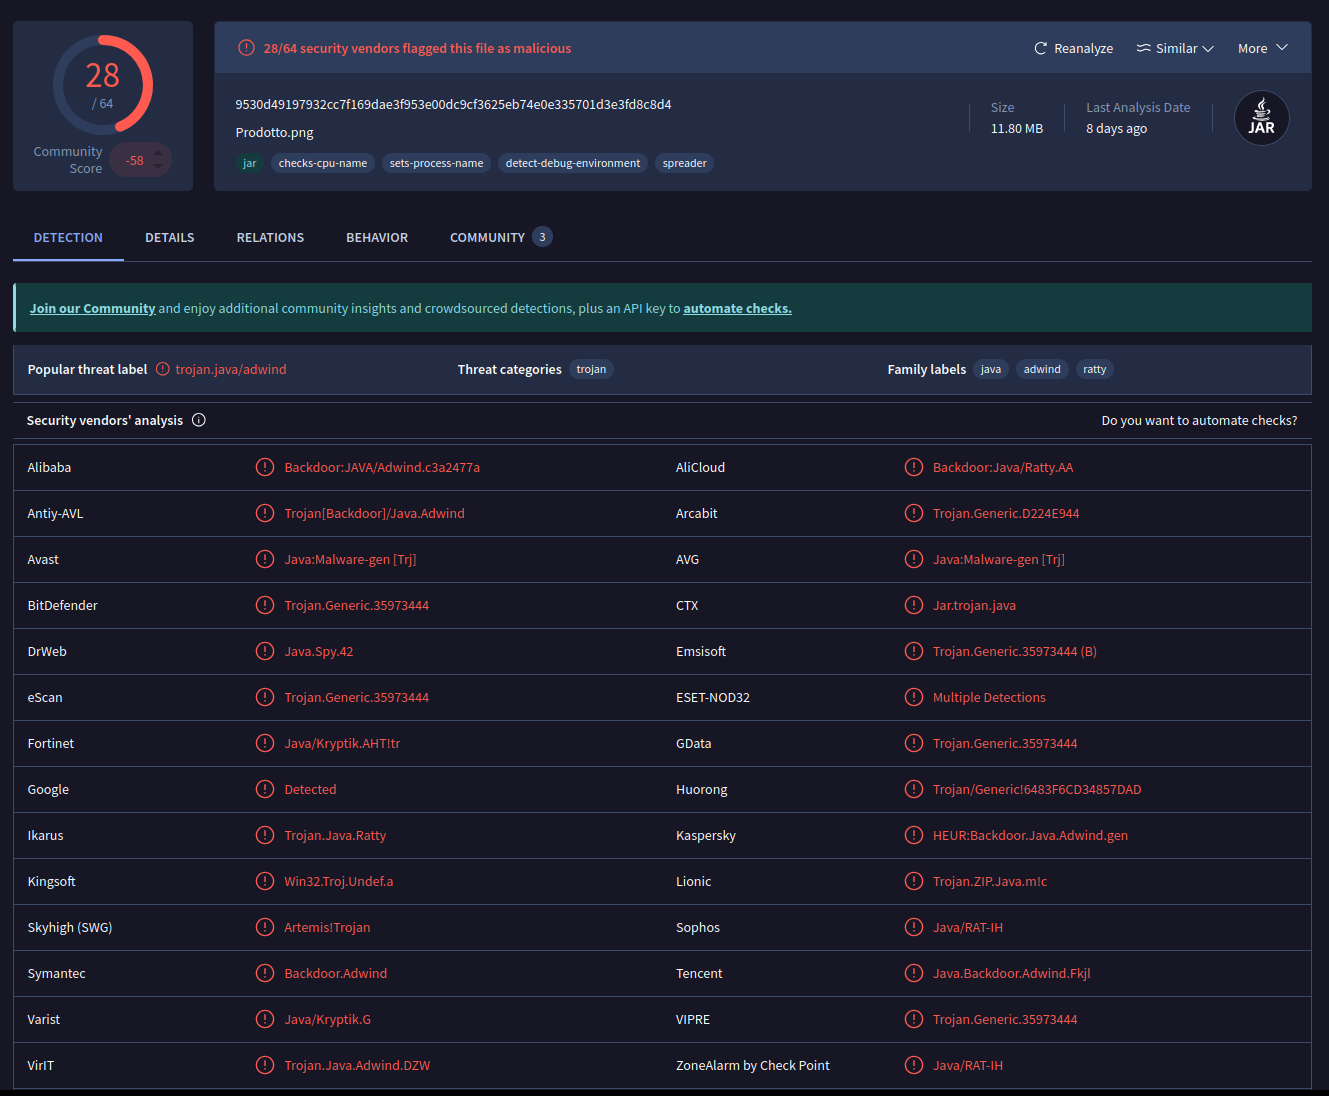 28
/ 64
Community Score
-58
28/64 security vendors flagged this file as malicious
Reanalyze
Similar
More
9530d49197932cc7f169dae3f953e00dc9cf3625eb74e0e335701d3e3fd8c8d4
Prodotto.png
jar checks-cpu-name sets-process-name detect-debug-environment spreader
Size
11.80 MB
Last Analysis Date
8 days ago
JAR
DETECTION DETAILS RELATIONS BEHAVIOR COMMUNITY 3
Join our Community and enjoy additional community insights and crowdsourced detections, plus an API key to automate checks.
Popular threat label trojan.java/adwind Threat categories trojan Family labels java adwind ratty
Security vendors' analysis Do you want to automate checks?
Alibaba Backdoor:JAVA/Adwind.c3a2477a AliCloud Backdoor:Java/Ratty.AA
Antiy-AVL Trojan[Backdoor]/Java.Adwind Arcabit Trojan.Generic.D224E944
Avast Java:Malware-gen [Trj] AVG Java:Malware-gen [Trj]
BitDefender Trojan.Generic.35973444 CTX Jar.trojan.java
DrWeb Java.Spy.42 Emsisoft Trojan.Generic.35973444 (B)
eScan Trojan.Generic.35973444 ESET-NOD32 Multiple Detections
Fortinet Java/Kryptik.AHT!tr GData Trojan.Generic.35973444
Google Detected Huorong Trojan/Generic!6483F6CD34857DAD
Ikarus Trojan.Java.Ratty Kaspersky HEUR:Backdoor.Java.Adwind.gen
Kingsoft Win32.Troj.Undef.a Lionic Trojan.ZIP.Java.m!c
Skyhigh (SWG) Artemis!Trojan Sophos Java/RAT-IH
Symantec Backdoor.Adwind Tencent Java.Backdoor.Adwind.Fkjl
Varist Java/Kryptik.G VIPRE Trojan.Generic.35973444
VirIT Trojan.Java.Adwind.DZW ZoneAlarm by Check Point Java/RAT-IH